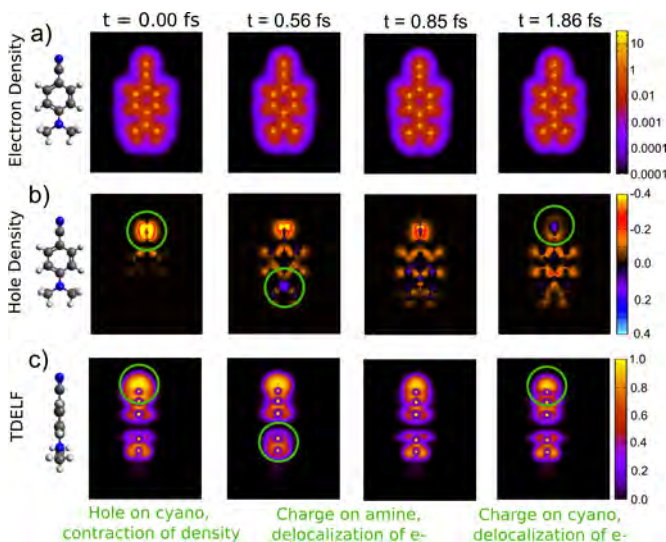 t = 0.00 fs
t = 0.56 fs
t = 0.85 fs
t = 1.86 fs
a)
Electron Density
10
1
0.1
0.01
0.001
0.0001
b)
Hole Density
-0.4
-0.2
0.0
0.2
0.4
c)
TDELF
1.0
0.8
0.6
0.4
0.2
0.0
Hole on cyano,
contraction of density
Charge on amine,
delocalization of e-
Charge on cyano,
delocalization of e-